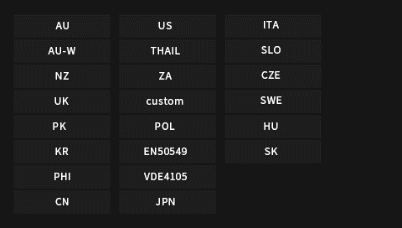 AU
AU-W
NZ
UK
PK
KR
PHI
CN
US
THAIL
ZA
custom
POL
EN50549
VDE4105
JPN
ITA
SLO
CZE
SWE
HU
SK